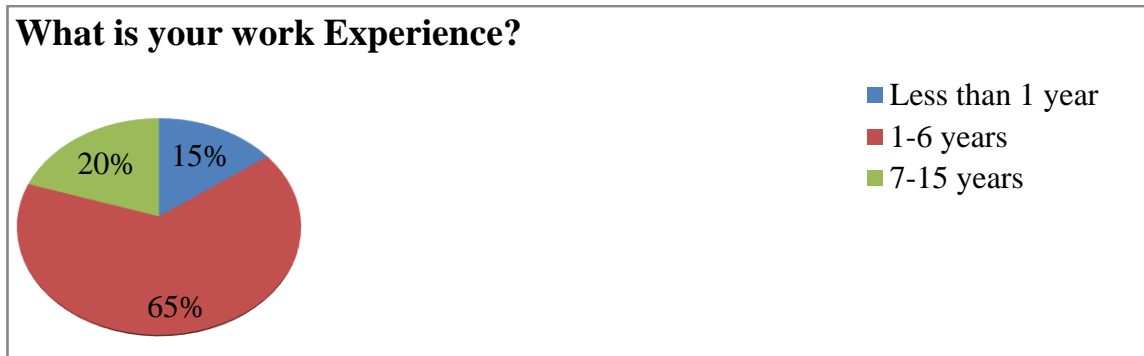 What is your work Experience?
Less than 1 year
1-6 years
7-15 years
20%
15%
65%